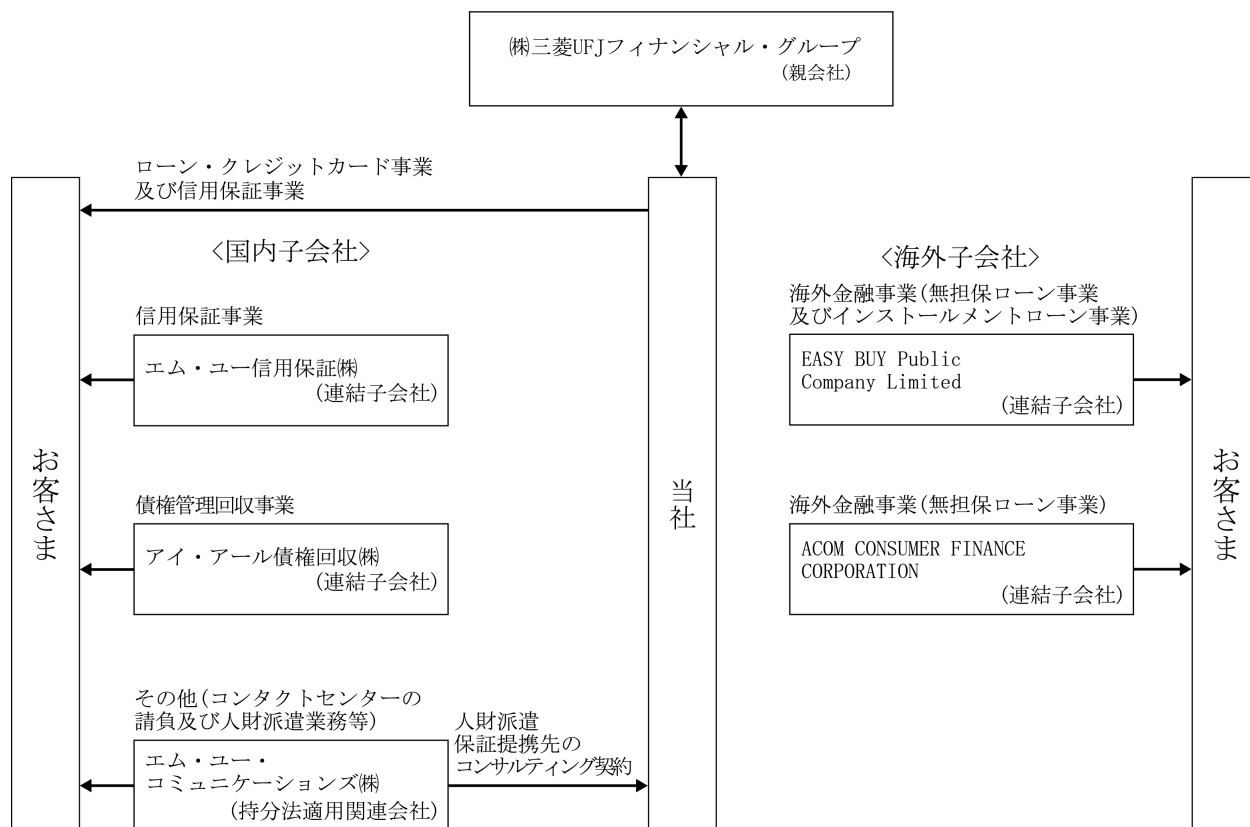 ㈱三菱UFJフィナンシャル・グループ
(親会社)
ローン・クレジットカード事業
及び信用保証事業
<国内子会社>
信用保証事業
エム・ユー信用保証㈱
(連結子会社)
債権管理回収事業
アイ・アール債権回収㈱
(連結子会社)
その他(コンタクトセンターの
請負及び人財派遣業務等)
エム・ユー・
コミュニケーションズ㈱
(持分法適用関連会社)
人財派遣
保証提携先の
コンサルティング契約
お客さま
当社
<海外子会社>
海外金融事業(無担保ローン事業
及びインストールメントローン事業)
EASY BUY Public
Company Limited
(連結子会社)
海外金融事業(無担保ローン事業)
ACOM CONSUMER FINANCE
CORPORATION
(連結子会社)
お客さま